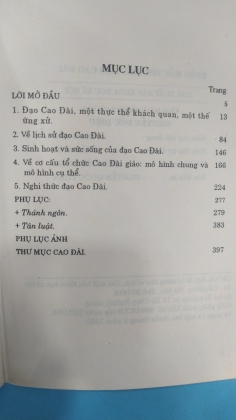 MỤC LỤC
Trang
LỜI MỞ ĐẦU 5
1. Đạo Cao Đài, một thực thể khách quan, một thế 13
ứng xử.
2. Về lịch sử đạo Cao Đài. 84
3. Sinh hoạt và sức sống của đạo Cao Đài. 146
4. Về cơ cấu tổ chức Cao Đài giáo: mô hình chung và 166
mô hình cụ thể.
5. Nghi thức đạo Cao Đài. 224
PHỤ LỤC: 277
+ Thánh ngôn. 279
+ Tân luật. 383
PHỤ LỤC ẢNH
THƯ MỤC CAO ĐÀI. 397